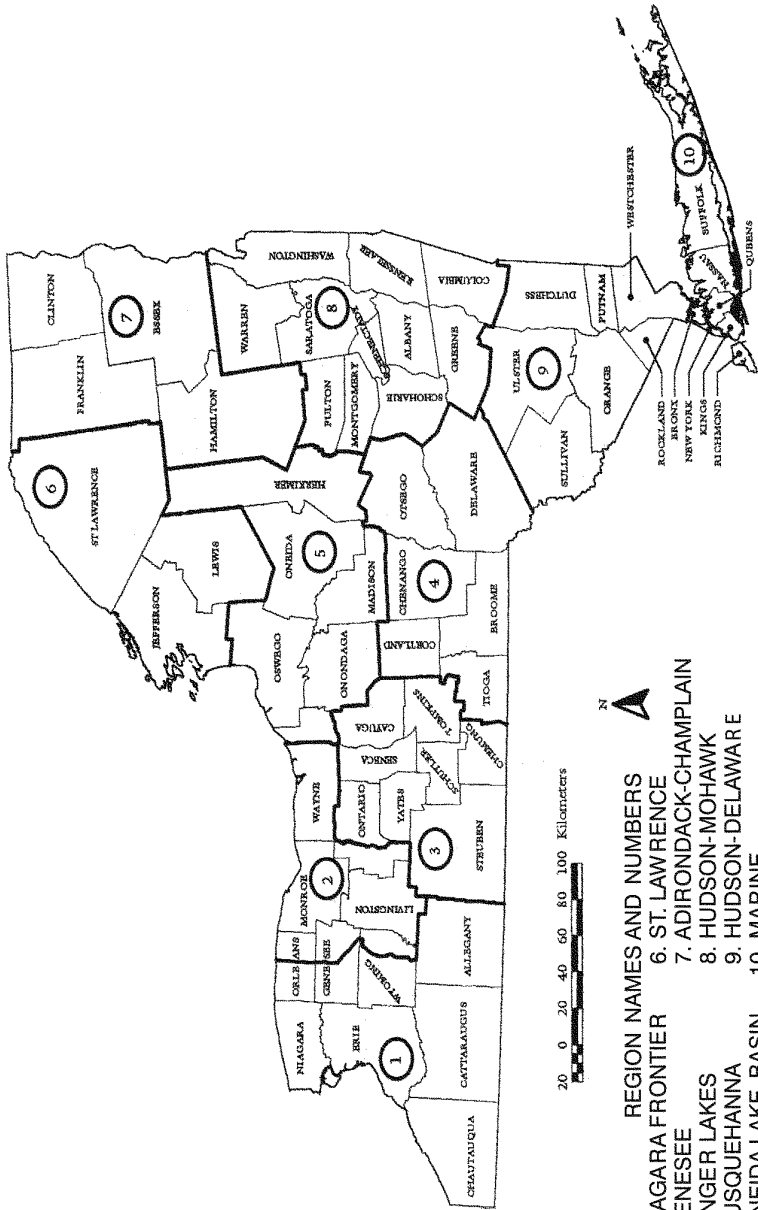 CLINTON
FRANKLIN
7
ESSEX
6
ST LAWRENCE
HAMILTON
WARREN
WASHINGTON
JEFFERSON
LEWIS
HERKIMER
FULTON
SARATOGA
8
MONTGOMERY
SCHENECTADY
RENSSELAER
OSWEGO
ONEIDA
5
ALBANY
SCHOHARIE
NIAGARA
ORLEANS
MONROE
2
WAYNE
CAYUGA
ONONDAGA
MADISON
OTSEGO
GREENE
COLUMBIA
ERIE
1
GENESEE
WYOMING
LIVINGSTON
ONTARIO
SENECA
YATES
CORTLAND
CHENANGO
4
DELAWARE
ULSTER
9
DUTCHESS
CHAUTAUQUA
CATTARAUGUS
ALLEGANY
3
STEUBEN
SCHUYLER
TOMPKINS
CHEMUNG
TIOGA
BROOME
SULLIVAN
ORANGE
PUTNAM
WESTCHESTER
ROCKLAND
BRONX
NEW YORK
KINGS
RICHMOND
QUEENS
NASSAU
SUFFOLK
10
N
20 0 20 40 60 80 100 Kilometers
REGION NAMES AND NUMBERS
AGARA FRONTIER 6. ST. LAWRENCE
ENESEE 7. ADIRONDACK-CHAMPLAIN
NGER LAKES 8. HUDSON-MOHAWK
USQUEHANNA 9. HUDSON-DELAWARE
NEIDA LAKE BASIN 10. MARINE